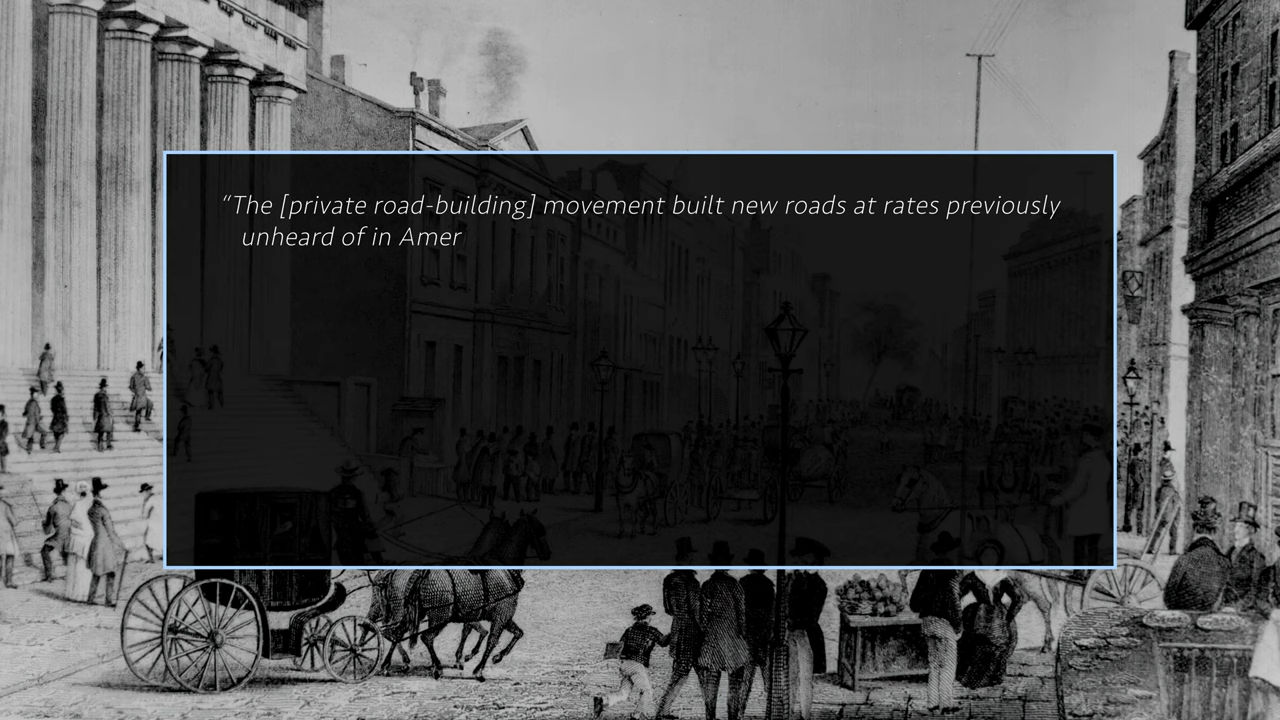 “The [private road-building] movement built new roads at rates previously
unheard of in Amer